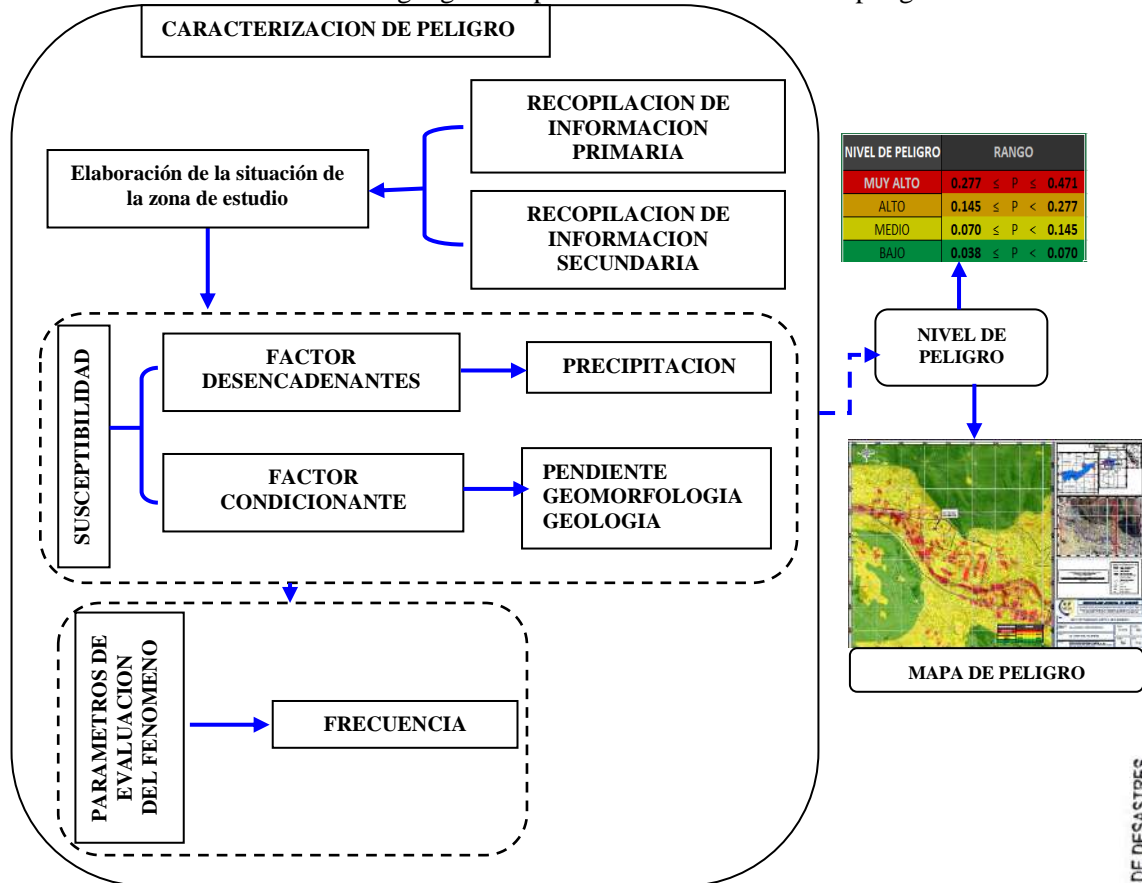 CARACTERIZACION DE PELIGRO
RECOPILACION DE
INFORMACION
PRIMARIA
Elaboración de la situación de
la zona de estudio
RECOPILACION DE
INFORMACION
SECUNDARIA
NIVEL DE PELIGRO RANGO
MUY ALTO 0.277 ≤ P ≤ 0.471
ALTO 0.145 ≤ P < 0.277
MEDIO 0.070 ≤ P < 0.145
BAJO 0.038 ≤ P < 0.070
NIVEL DE
PELIGRO
SUSCEPTIBILIDAD
FACTOR
DESENCADENANTES
PRECIPITACION
FACTOR
CONDICIONANTE
PENDIENTE
GEOMORFOLOGIA
GEOLOGIA
MAPA DE PELIGRO
PARAMETROS DE
EVALUACION
DEL FENOMENO
FRECUENCIA
DE DESASTRES